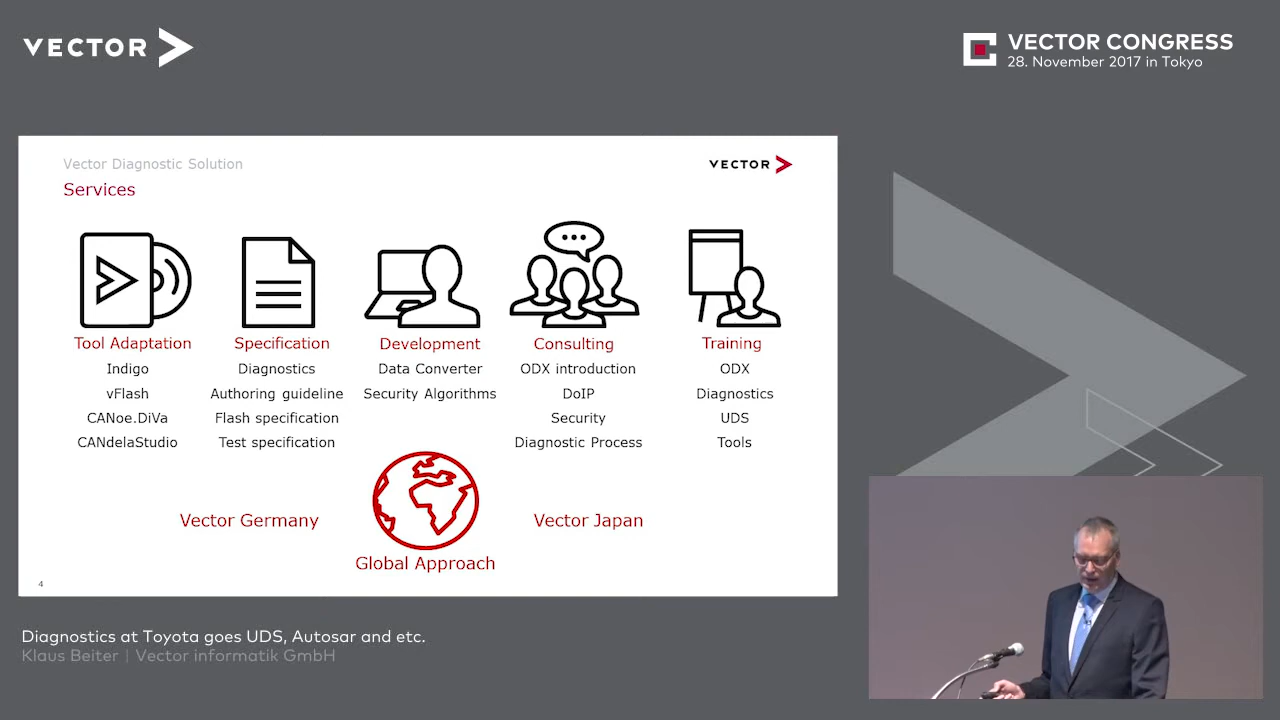 VECTOR
VECTOR CONGRESS
28. November 2017 in Tokyo
Vector Diagnostic Solution
VECTOR
Services
Tool Adaptation
Indigo
vFlash
CANoe.DiVa
CANdelaStudio
Specification
Diagnostics
Authoring guideline
Flash specification
Test specification
Development
Data Converter
Security Algorithms
Consulting
ODX introduction
DoIP
Security
Diagnostic Process
Training
ODX
Diagnostics
UDS
Tools
Vector Germany
Vector Japan
Global Approach
4
Diagnostics at Toyota goes UDS, Autosar and etc.
Klaus Beiter | Vector informatik GmbH